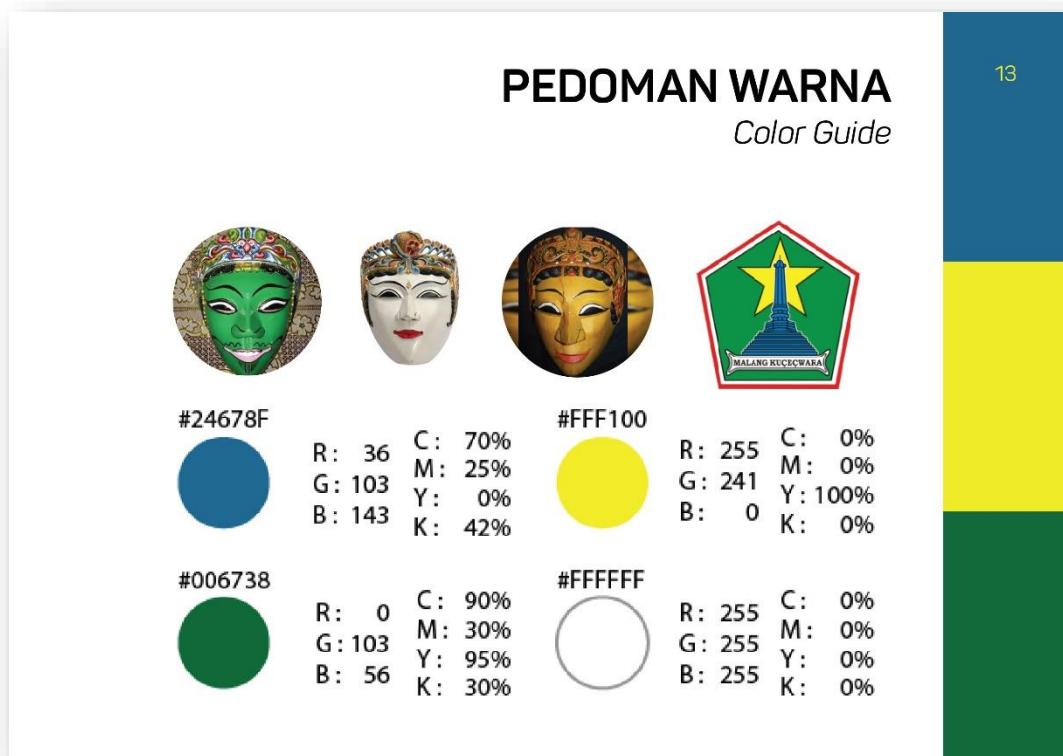 PEDOMAN WARNA
Color Guide
13
MALANG KUÇEÇWARA
#24678F
R: 36
G: 103
B: 143
C: 70%
M: 25%
Y: 0%
K: 42%
#FFF100
R: 255
G: 241
B: 0
C: 0%
M: 0%
Y: 100%
K: 0%
#006738
R: 0
G: 103
B: 56
C: 90%
M: 30%
Y: 95%
K: 30%
#FFFFFF
R: 255
G: 255
B: 255
C: 0%
M: 0%
Y: 0%
K: 0%